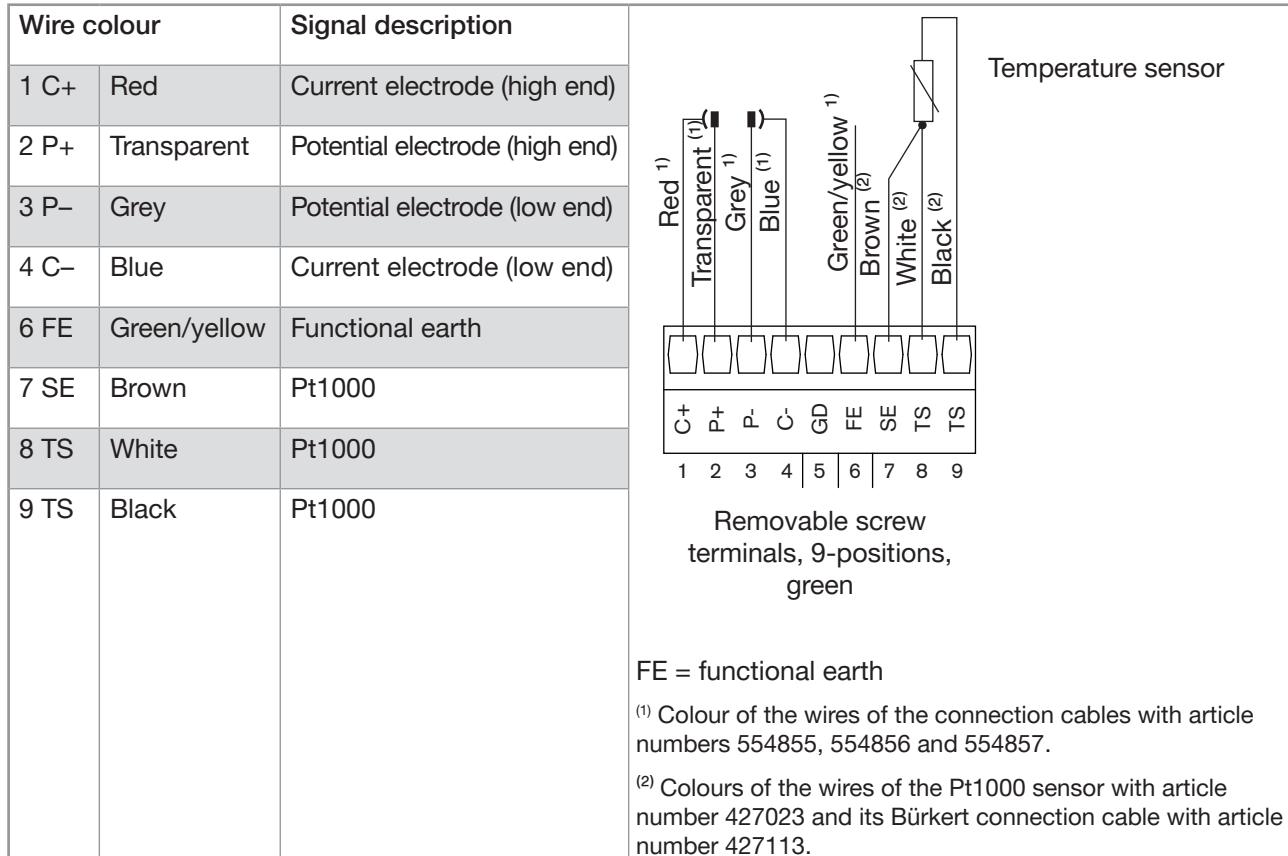 Wire colour Signal description
1 C+ Red Current electrode (high end)
2 P+ Transparent Potential electrode (high end)
3 P– Grey Potential electrode (low end)
4 C– Blue Current electrode (low end)
6 FE Green/yellow Functional earth
7 SE Brown Pt1000
8 TS White Pt1000
9 TS Black Pt1000
Temperature sensor
Red 1)
Transparent (1)
Grey 1)
Blue (1)
Green/yellow 1)
Brown (2)
White (2)
Black (2)
C+ P+ P- C- GD FE SE TS TS
1 2 3 4 5 6 7 8 9
Removable screw
terminals, 9-positions,
green
FE = functional earth
(1) Colour of the wires of the connection cables with article
numbers 554855, 554856 and 554857.
(2) Colours of the wires of the Pt1000 sensor with article
number 427023 and its Bürkert connection cable with article
number 427113.